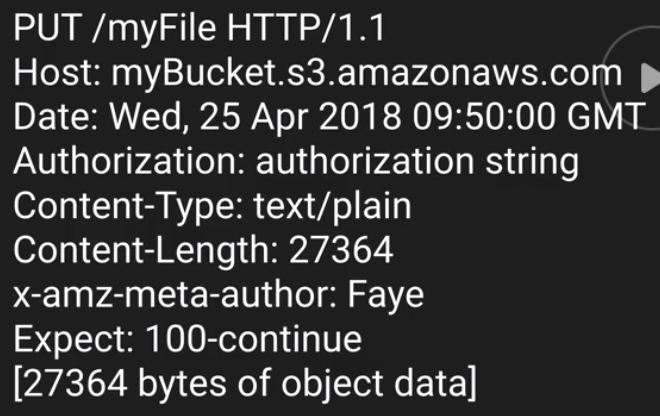 PUT /myFile HTTP/1.1
Host: myBucket.s3.amazonaws.com
Date: Wed, 25 Apr 2018 09:50:00 GMT
Authorization: authorization string
Content-Type: text/plain
Content-Length: 27364
x-amz-meta-author: Faye
Expect: 100-continue
[27364 bytes of object data]